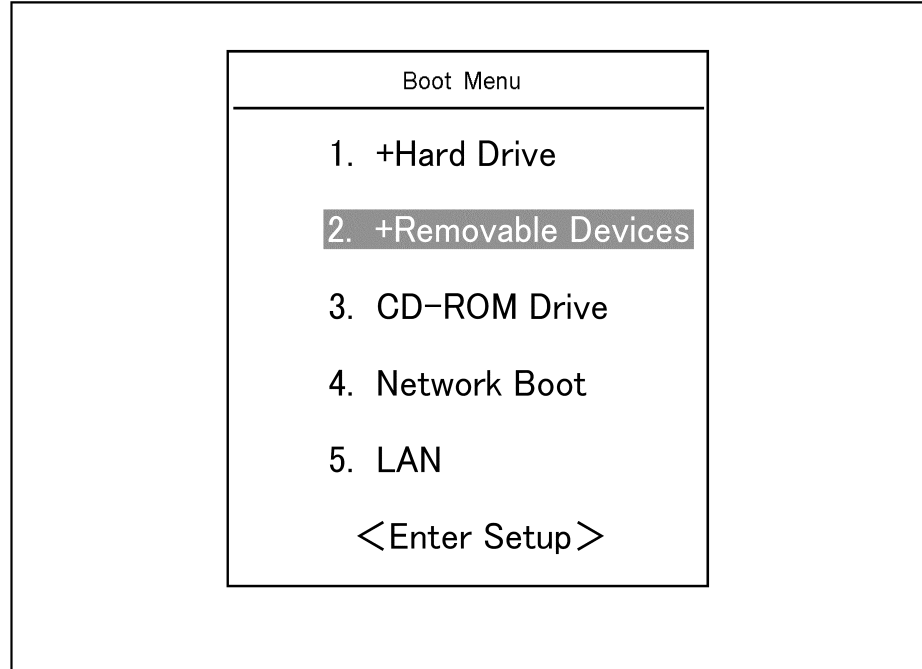 Boot Menu
1. +Hard Drive
2. +Removable Devices
3. CD-ROM Drive
4. Network Boot
5. LAN
<Enter Setup>